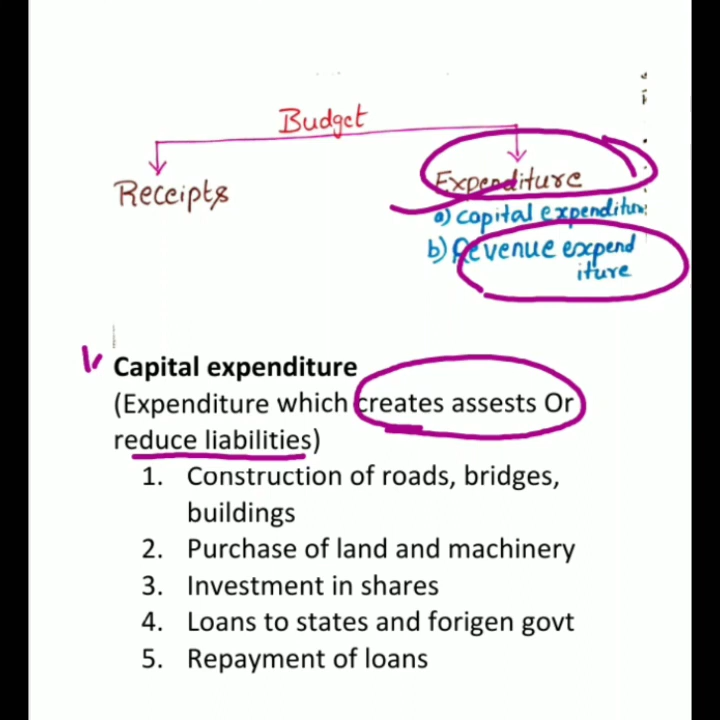 Budget
Receipts
Expenditure
a) capital expenditure
b) Revenue expend
iture
Capital expenditure
(Expenditure which creates assests Or
reduce liabilities)
1. Construction of roads, bridges,
buildings
2. Purchase of land and machinery
3. Investment in shares
4. Loans to states and forigen govt
5. Repayment of loans